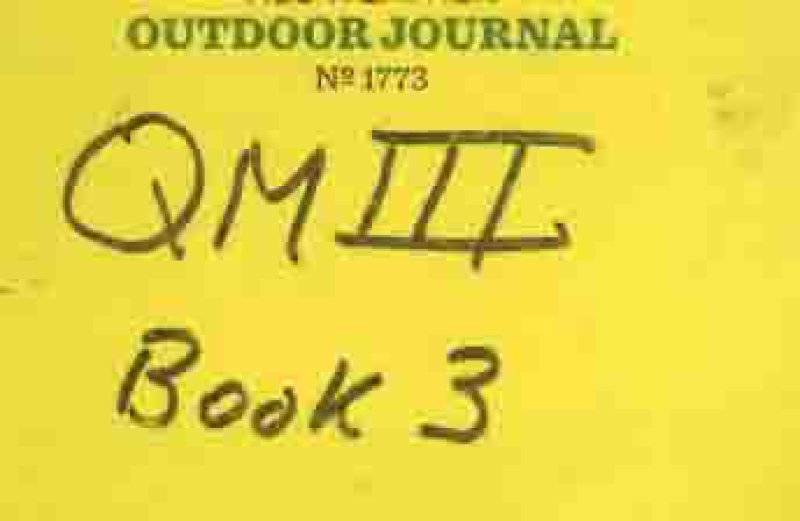 OUTDOOR JOURNAL
Nº 1773
QM III
Book 3